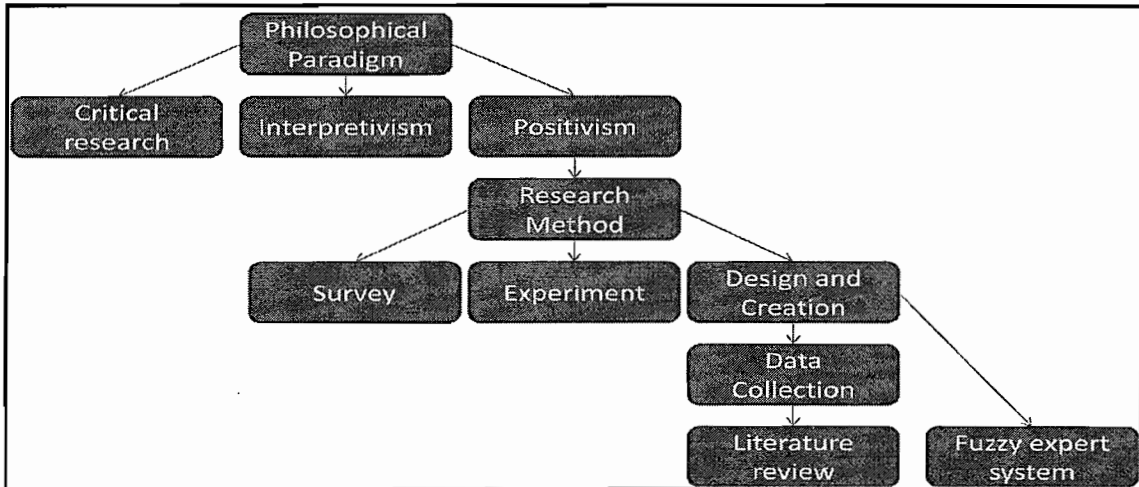 Philosophical
Paradigm
Critical
research
Interpretivism
Positivism
Research
Method
Survey
Experiment
Design and
Creation
Data
Collection
Literature
review
Fuzzy expert
system